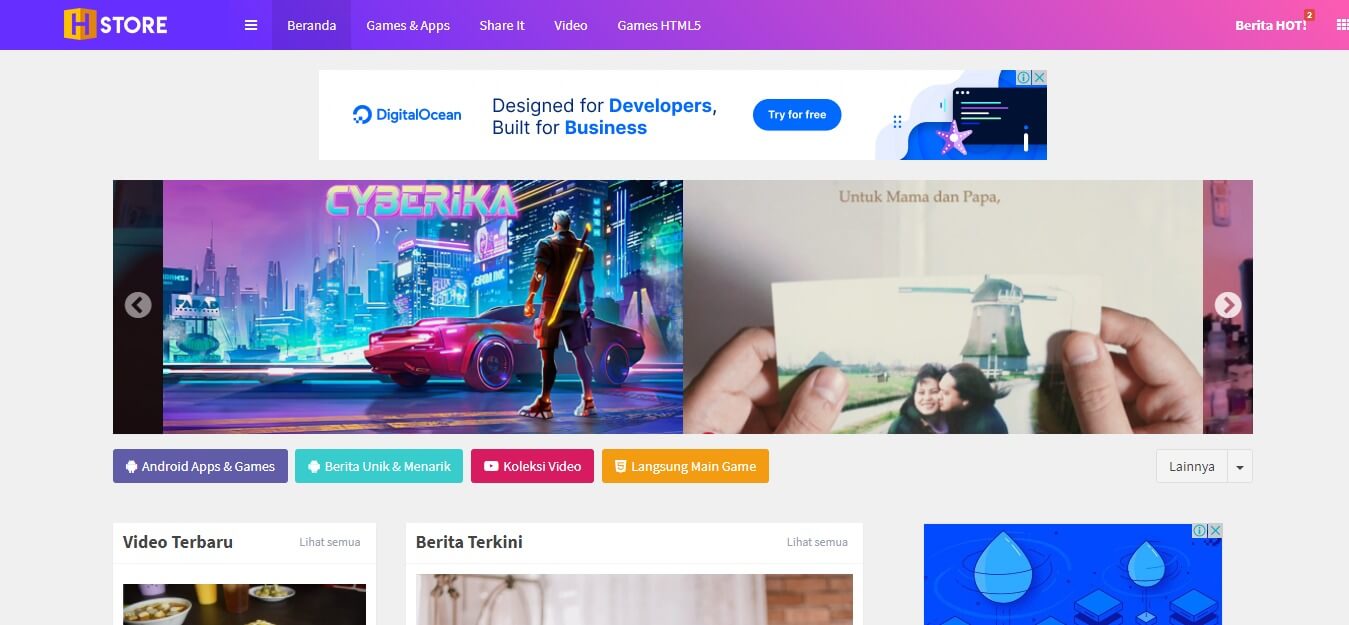 H STORE
Beranda
Games & Apps
Share It
Video
Games HTML5
Berita HOT!
2
DigitalOcean
Designed for Developers,
Built for Business
Try for free
CYBERIKA
FARAD
Untuk Mama dan Papa,
Android Apps & Games
Berita Unik & Menarik
Koleksi Video
Langsung Main Game
Lainnya
Video Terbaru
Lihat semua
Berita Terkini
Lihat semua